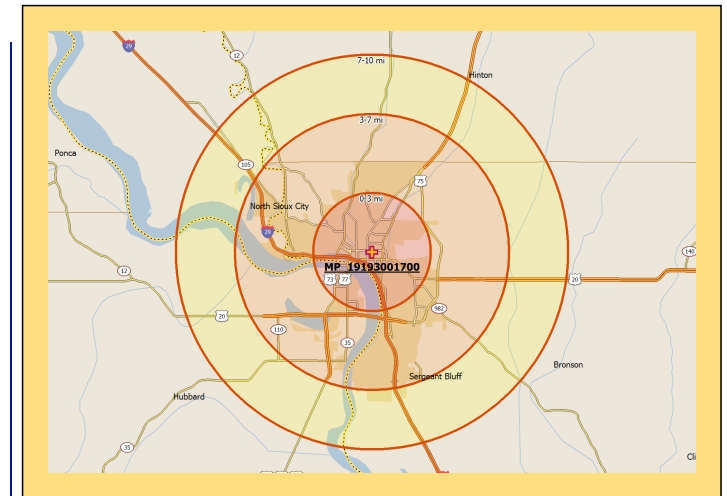 29
12
7-10 mi
Hinton
3-7 mi
Ponca
105
75
0-3 mi
North Sioux City
29
140
MP_19193001700
12
73
77
20
20
982
110
35
Bronson
Sergeant Bluff
Hubbard
35
Cli